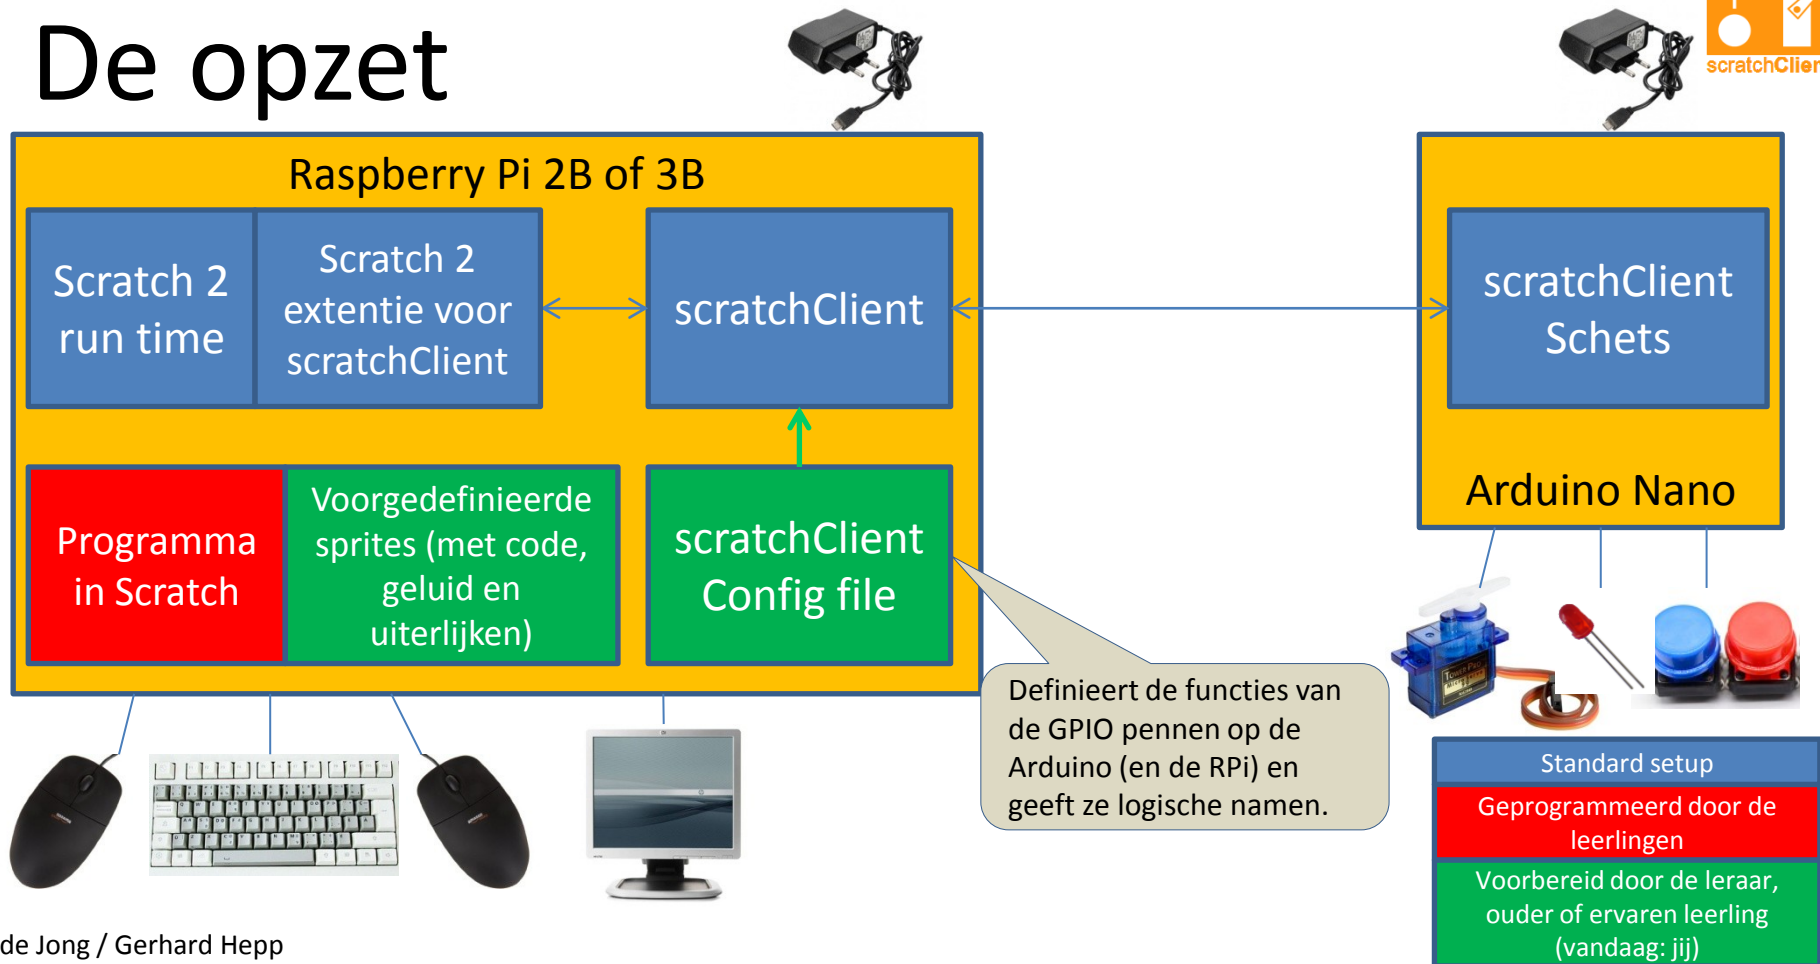 De opzet
scratchClien
Raspberry Pi 2B of 3B
Scratch 2
run time
Scratch 2
extentie voor
scratchClient
scratchClient
scratchClient
Schets
Arduino Nano
Programma
in Scratch
Voorgedefinieerde
sprites (met code,
geluid en
uiterlijken)
scratchClient
Config file
Definieert de functies van
de GPIO pennen op de
Arduino (en de RPi) en
geeft ze logische namen.
Standard setup
Geprogrammeerd door de
leerlingen
Voorbereid door de leraar,
ouder of ervaren leerling
(vandaag: jij)
de Jong / Gerhard Hepp